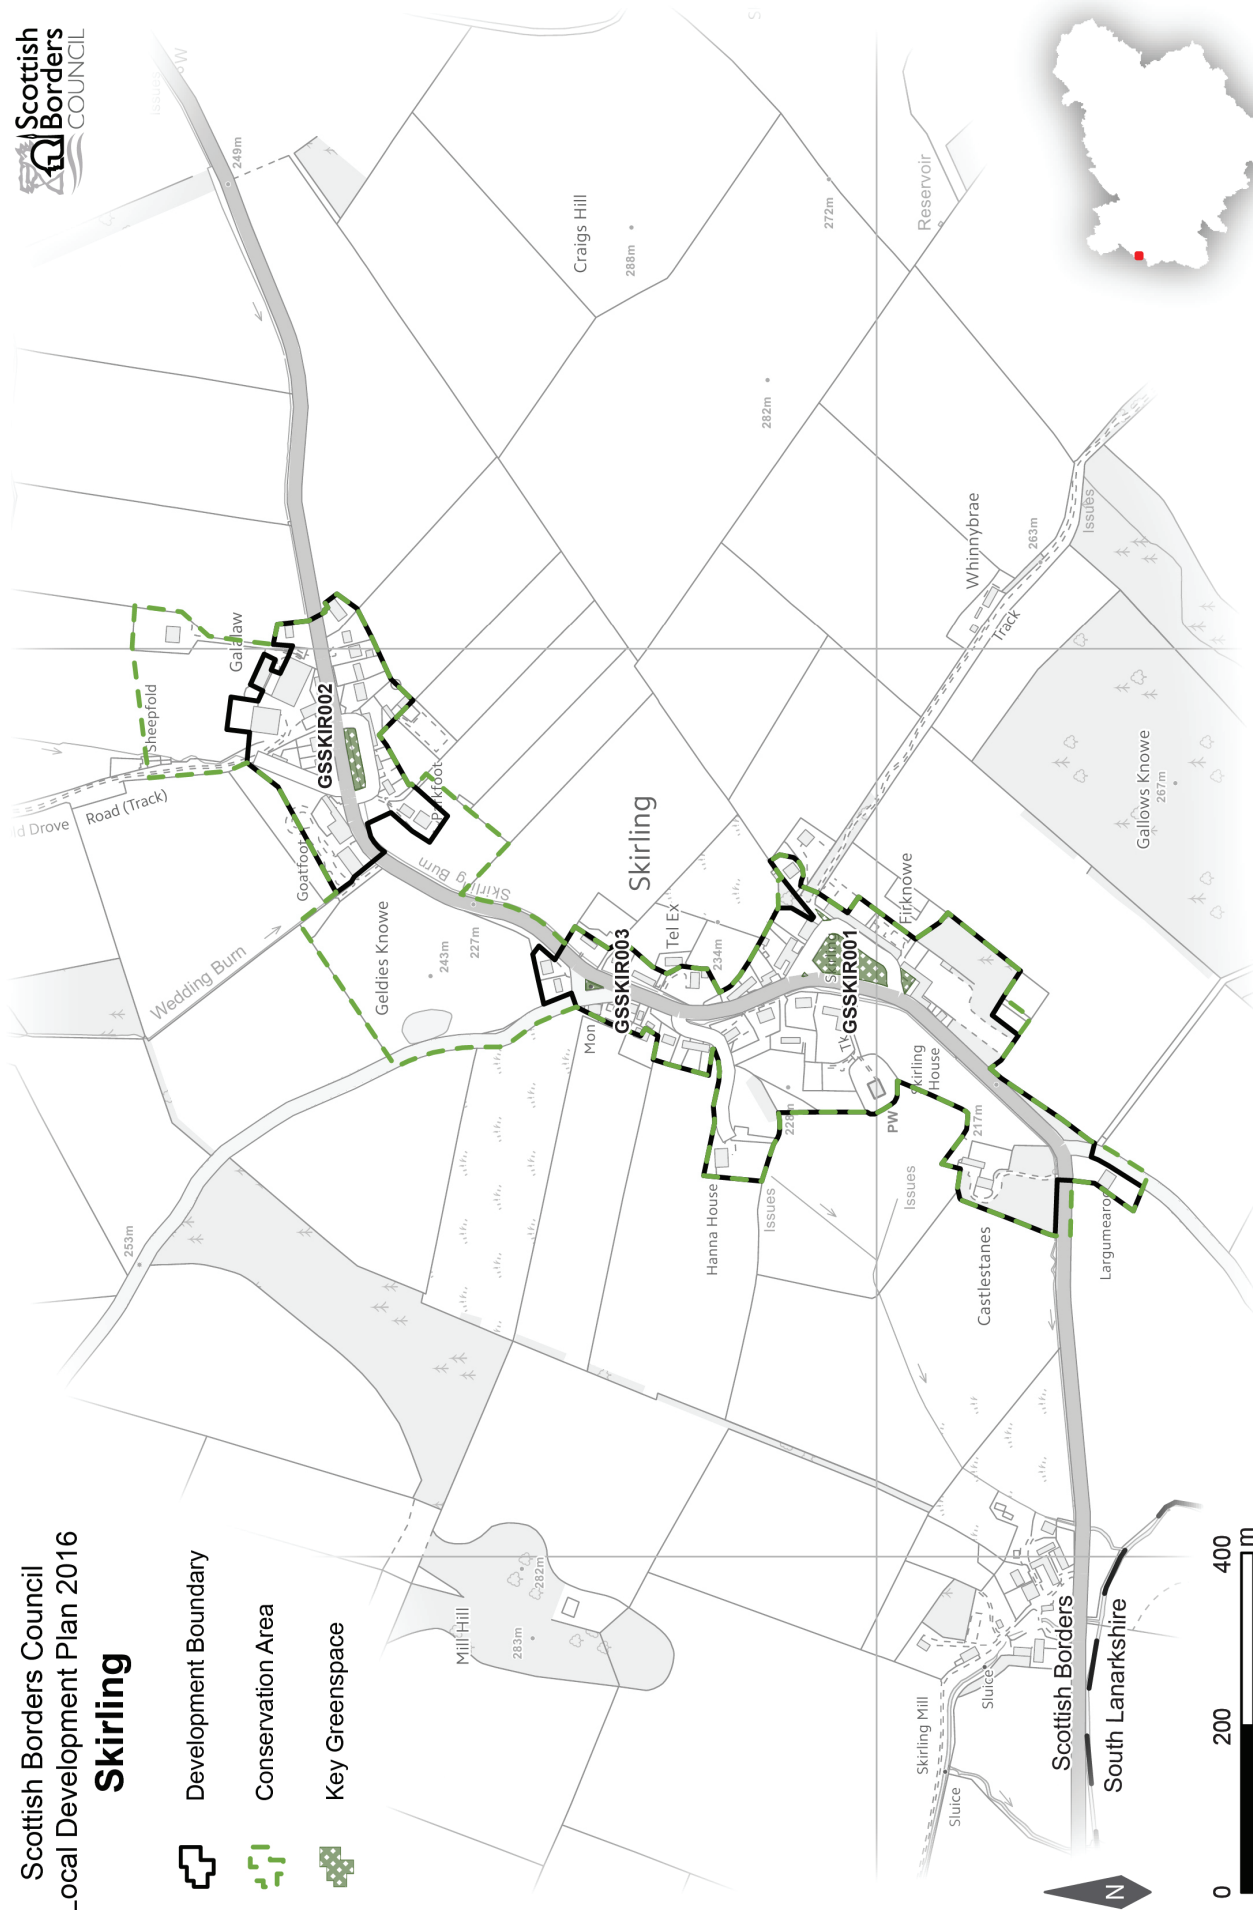 Scottish Borders Council
Local Development Plan 2016
Skirling
Development Boundary
Conservation Area
Key Greenspace
Scottish
Borders
COUNCIL
Mill Hill
283m
282m
253m
Wedding Burn
Geldies Knowe
243m
227m
Goatfoot
Road (Track)
Sheepfold
Galalaw
249m
GSSKIR002
Skirling Burn
Craigs Hill
288m
272m
282m
Reservoir
Skirling
Mon
GSSKIR003
Tel Ex
234m
Hanna House
Issues
228m
PW
Issues
Skirling
House
217m
GSSKIR001
Firknowe
Whinnybrae
263m
Track
Issues
Gallows Knowe
267m
Castlestanes
Skirling Mill
Sluice
Sluice
Scottish Borders
South Lanarkshire
N
0
200
400
m